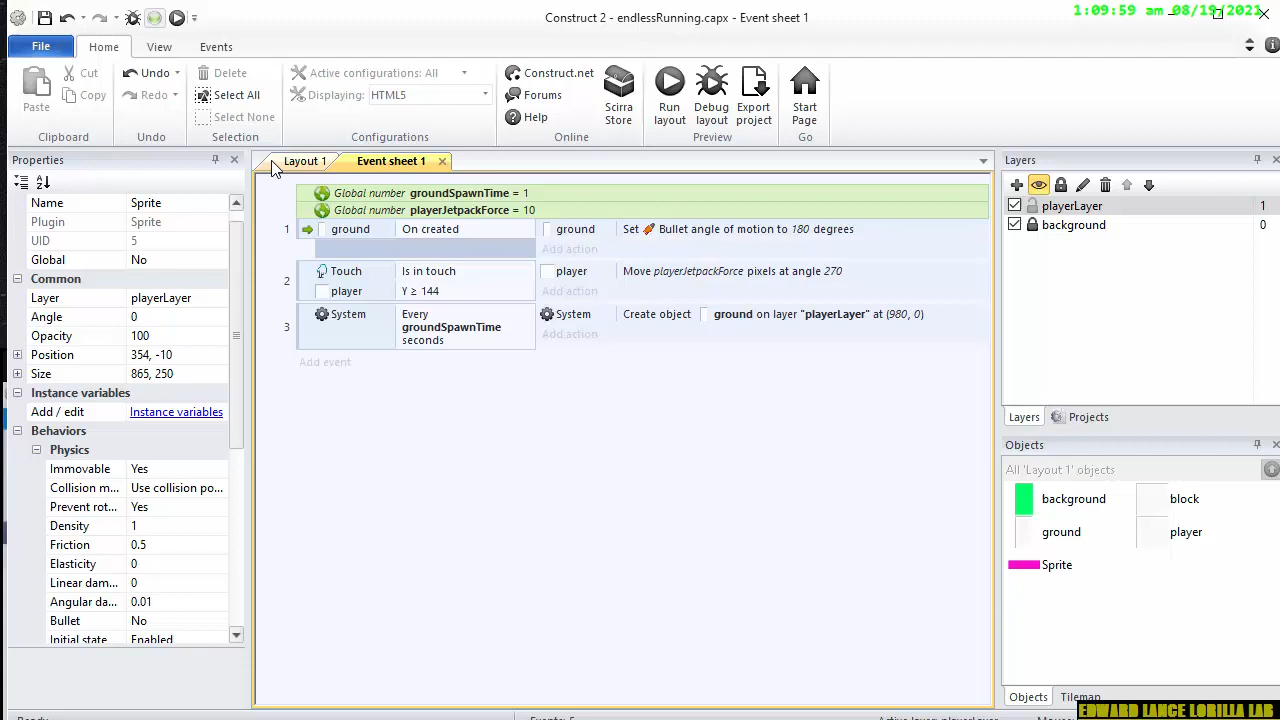 Construct 2 - endlessRunning.capx - Event sheet 1
1:09:59 am 08/19/2021
File
Home
View
Events
Paste
Cut
Copy
Clipboard
Undo
Redo
Undo
Delete
Select All
Select None
Selection
Active configurations: All
Displaying: HTML5
Configurations
Construct.net
Forums
Help
Scirra Store
Online
Run layout
Debug layout
Export project
Preview
Start Page
Go
Properties
Name Sprite
Plugin Sprite
UID 5
Global No
Common
Layer playerLayer
Angle 0
Opacity 100
Position 354, -10
Size 865, 250
Instance variables
Add / edit Instance variables
Behaviors
Physics
Immovable Yes
Collision m... Use collision po...
Prevent rot... Yes
Density 1
Friction 0.5
Elasticity 0
Linear dam... 0
Angular da... 0.01
Bullet No
Initial state Enabled
Layout 1
Event sheet 1
Global number groundSpawnTime = 1
Global number playerJetpackForce = 10
1 ground On created ground Set Bullet angle of motion to 180 degrees
Add action
2 Touch Is in touch player Move playerJetpackForce pixels at angle 270
player Y ≥ 144 Add action
3 System Every groundSpawnTime seconds System Create object ground on layer "playerLayer" at (980, 0)
Add action
Add event
Layers
playerLayer 1
background 0
Layers
Projects
Objects
All 'Layout 1' objects
background block
ground player
Sprite
Objects
Tilemap
EDWARD LANCE LORILLA LAB